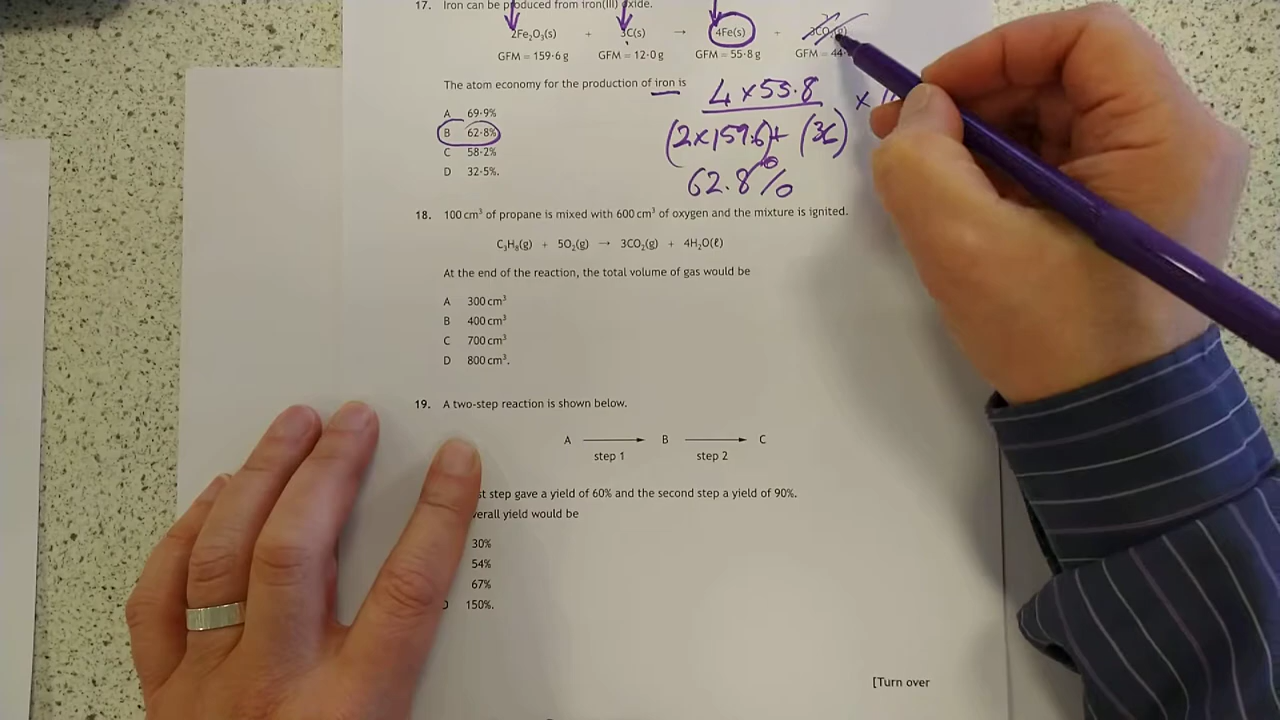 17. Iron can be produced from iron(III) oxide.
2Fe₂O₃(s) + 3C(s) → 4Fe(s) + 3CO₂(g)
GFM = 159·6 g GFM = 12·0 g GFM = 55·8 g GFM = 44·
The atom economy for the production of iron is
4 × 55.8 ×
(2×159.6)+ (36)
62.8%
A 69·9%
B 62·8%
C 58·2%
D 32·5%.
18. 100 cm³ of propane is mixed with 600 cm³ of oxygen and the mixture is ignited.
C₃H₈(g) + 5O₂(g) → 3CO₂(g) + 4H₂O(ℓ)
At the end of the reaction, the total volume of gas would be
A 300 cm³
B 400 cm³
C 700 cm³
D 800 cm³.
19. A two-step reaction is shown below.
A B C
step 1 step 2
step gave a yield of 60% and the second step a yield of 90%.
yield would be
30%
54%
67%
150%.
[Turn over